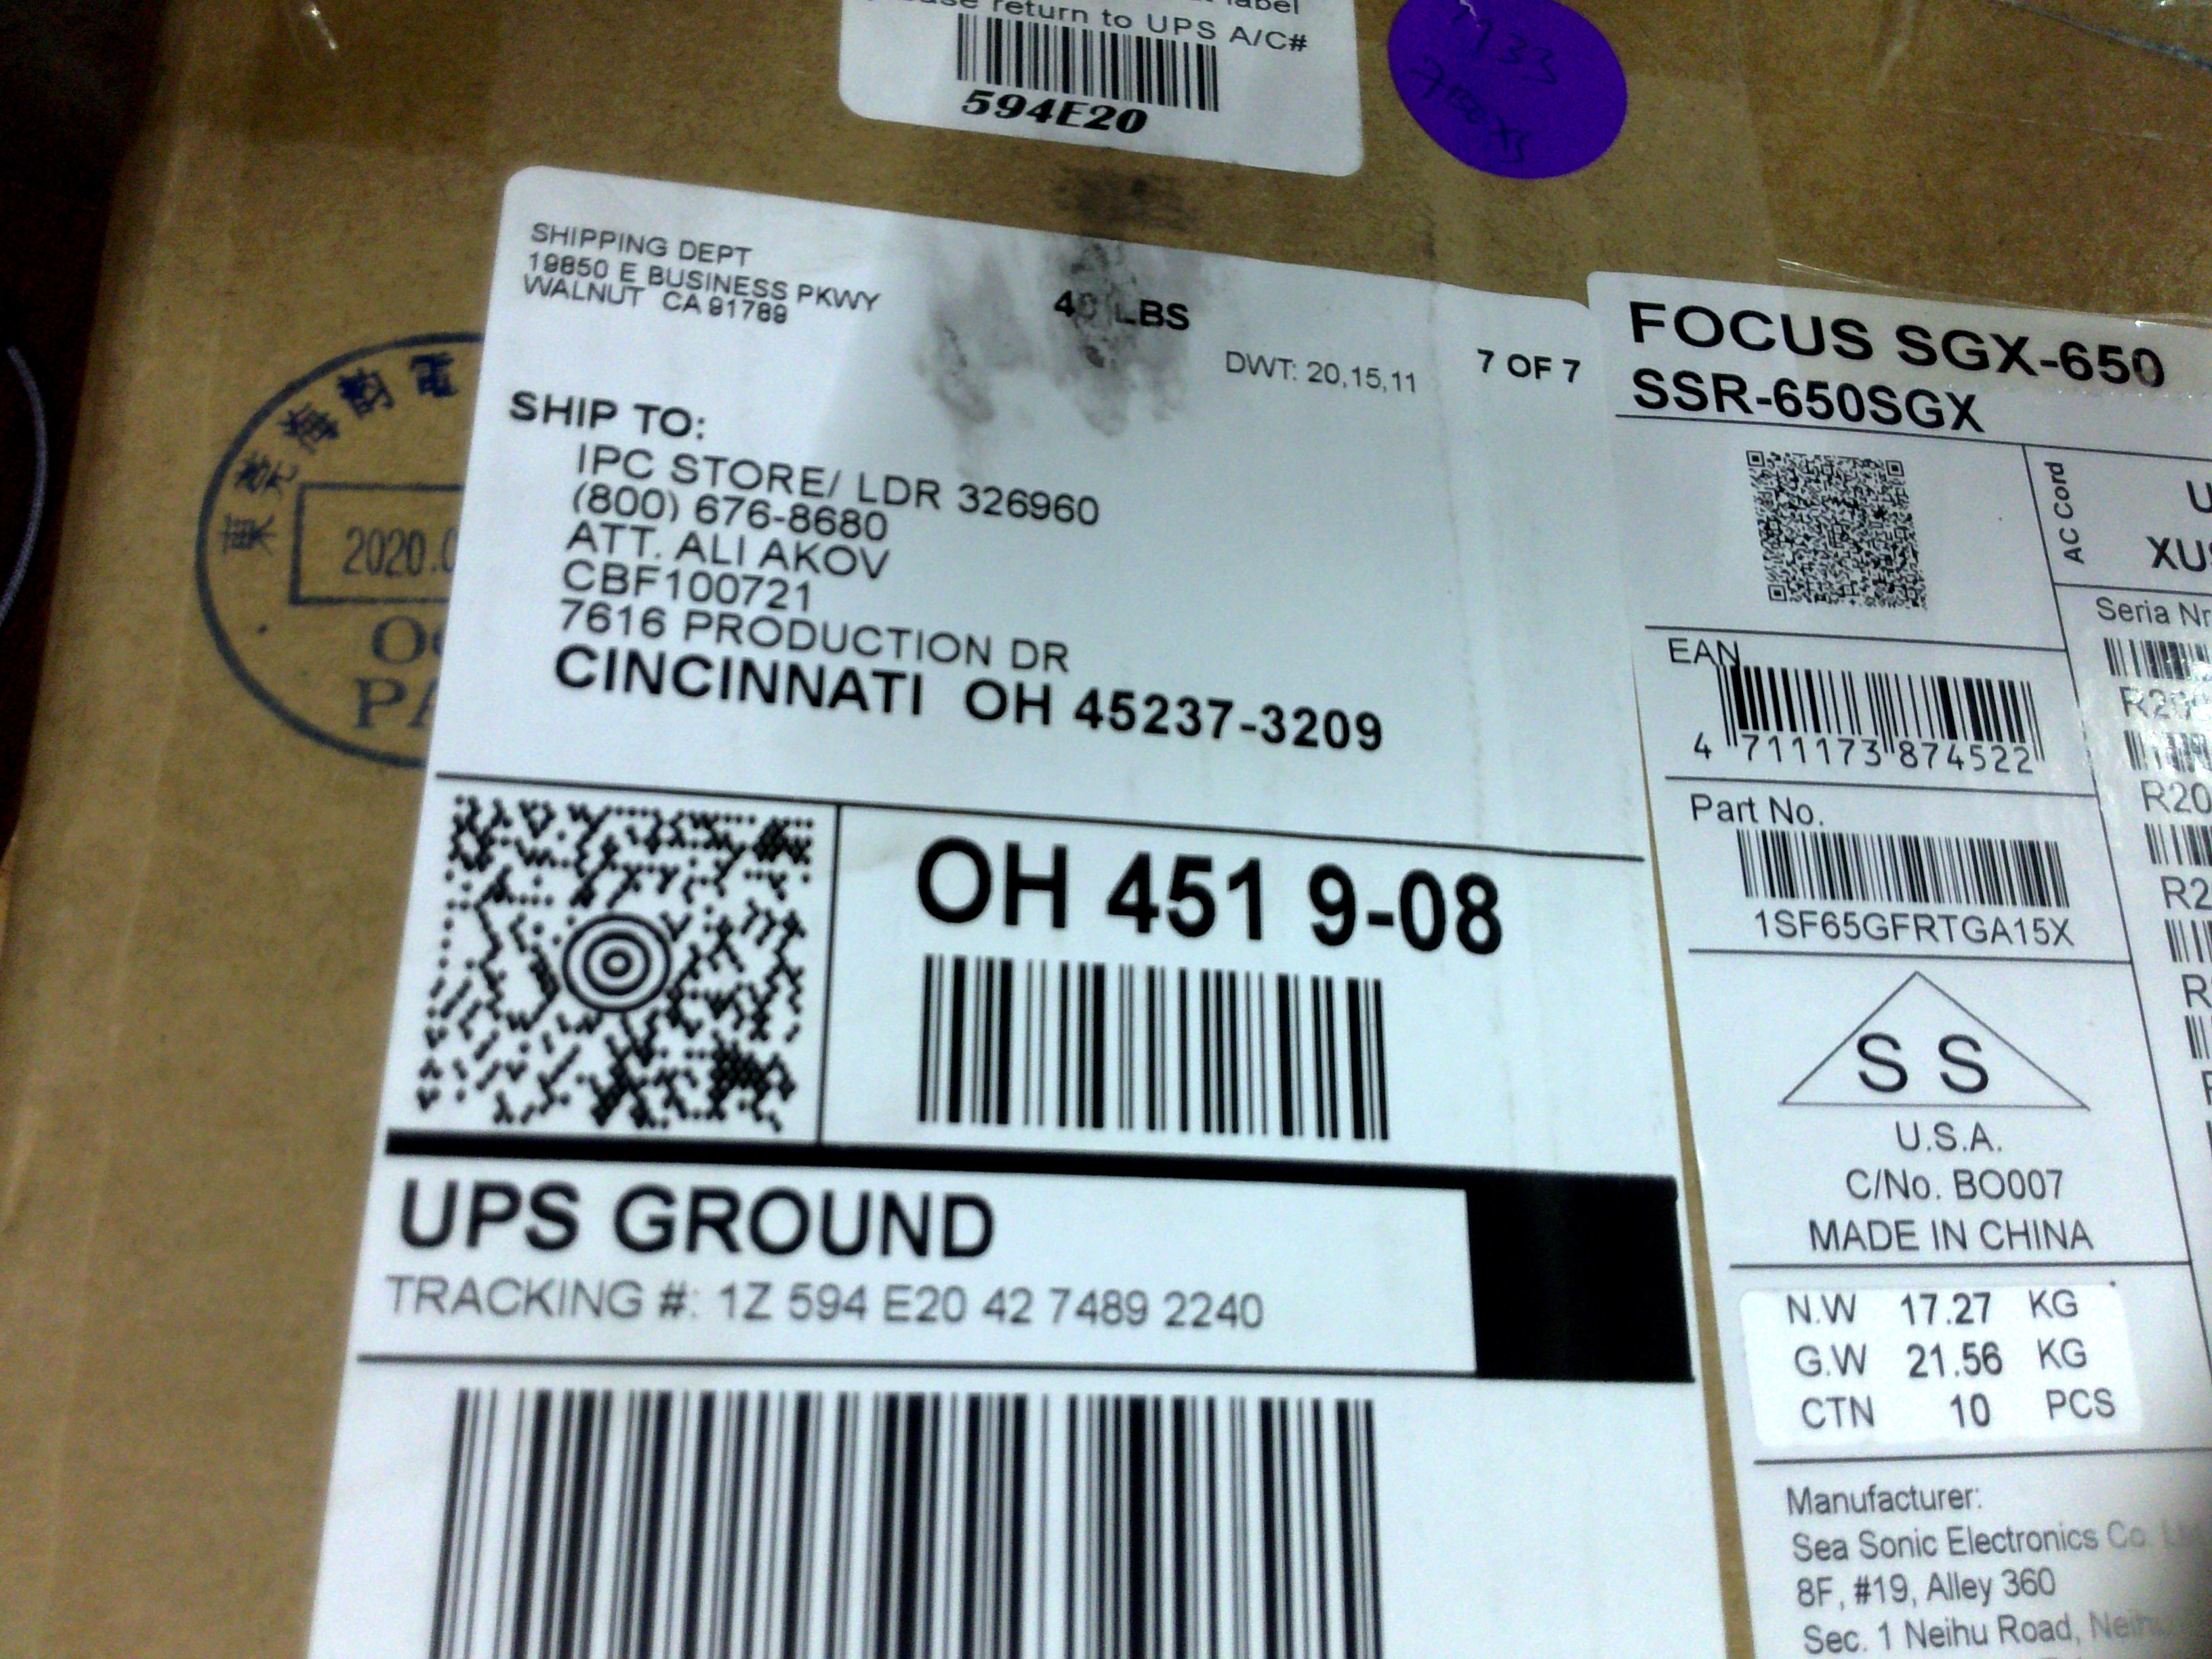 label
return to UPS A/C#
594E20
SHIPPING DEPT
19850 E BUSINESS PKWY
WALNUT CA 91789
LBS
DWT: 20,15,11
7 OF 7
SHIP TO:
IPC STORE/ LDR 326960
(800) 676-8680
ATT. ALI AKOV
CBF100721
7616 PRODUCTION DR
CINCINNATI OH 45237-3209
OH 451 9-08
UPS GROUND
TRACKING #: 1Z 594 E20 42 7489 2240
FOCUS SGX-650
SSR-650SGX
AC Cord
Seria Nr
EAN
4 711173 874522
Part No.
1SF65GFRTGA15X
S S
U.S.A.
C/No. BO007
MADE IN CHINA
N.W 17.27 KG
G.W 21.56 KG
CTN 10 PCS
Manufacturer:
Sea Sonic Electronics Co
8F, #19, Alley 360
Sec. 1 Neihu Road,